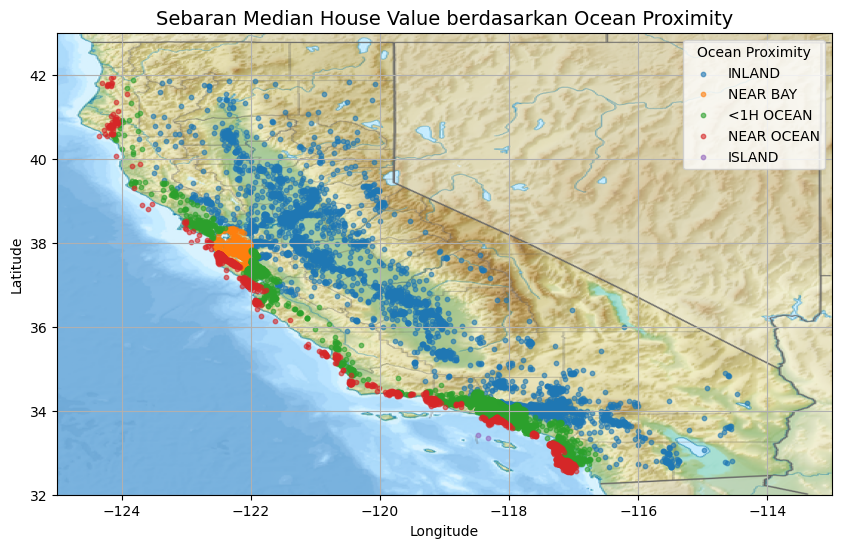 Sebaran Median House Value berdasarkan Ocean Proximity
Ocean Proximity
INLAND
NEAR BAY
<1H OCEAN
NEAR OCEAN
ISLAND
Latitude
42
40
38
36
34
32
−124
−122
−120
−118
−116
−114
Longitude